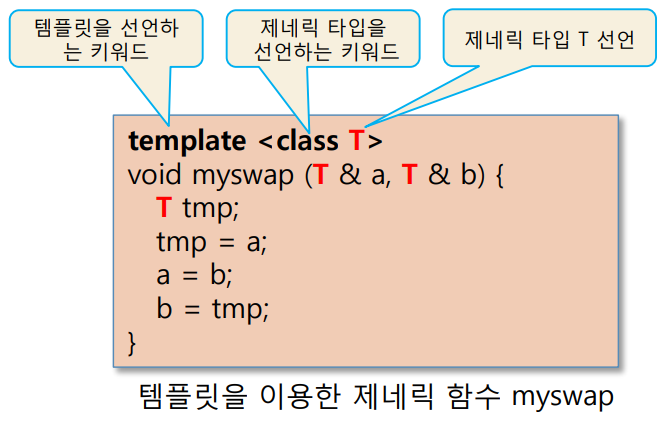 템플릿을 선언하
는 키워드
제네릭 타입을
선언하는 키워드
제네릭 타입 T 선언
template <class T>
void myswap (T & a, T & b) {
T tmp;
tmp = a;
a = b;
b = tmp;
}
템플릿을 이용한 제네릭 함수 myswap